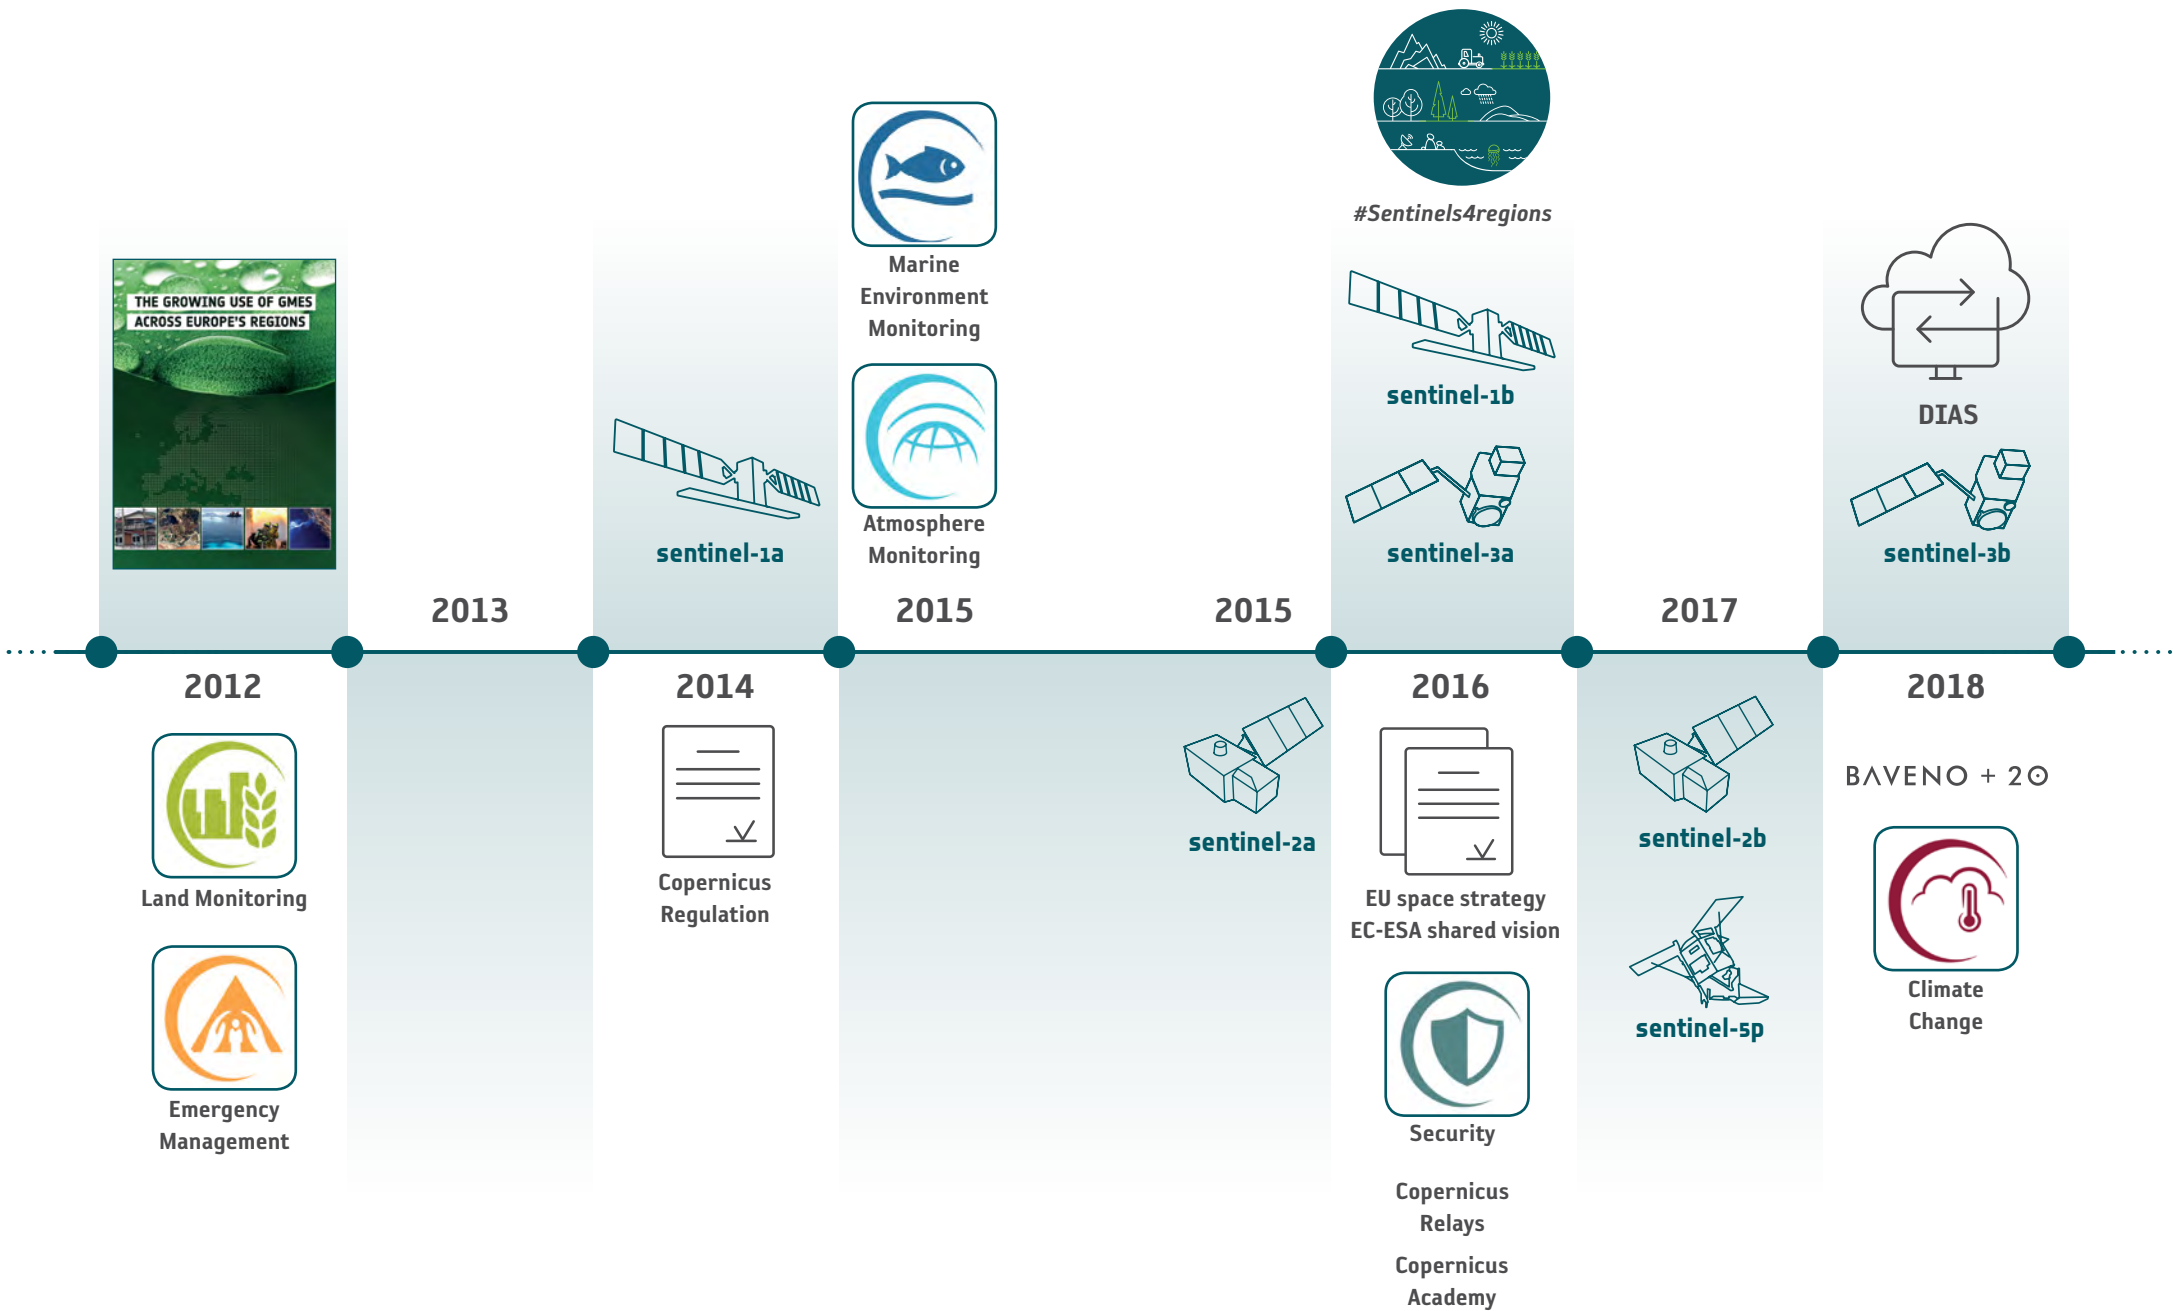 THE GROWING USE OF GMES
ACROSS EUROPE'S REGIONS
2012
Land Monitoring
Emergency
Management
2013
sentinel-1a
2014
Copernicus
Regulation
Marine
Environment
Monitoring
Atmosphere
Monitoring
2015
2015
sentinel-2a
#Sentinels4regions
sentinel-1b
sentinel-3a
2016
EU space strategy
EC-ESA shared vision
Security
Copernicus
Relays
Copernicus
Academy
2017
sentinel-2b
sentinel-5p
DIAS
sentinel-3b
2018
BAVENO + 20
Climate
Change